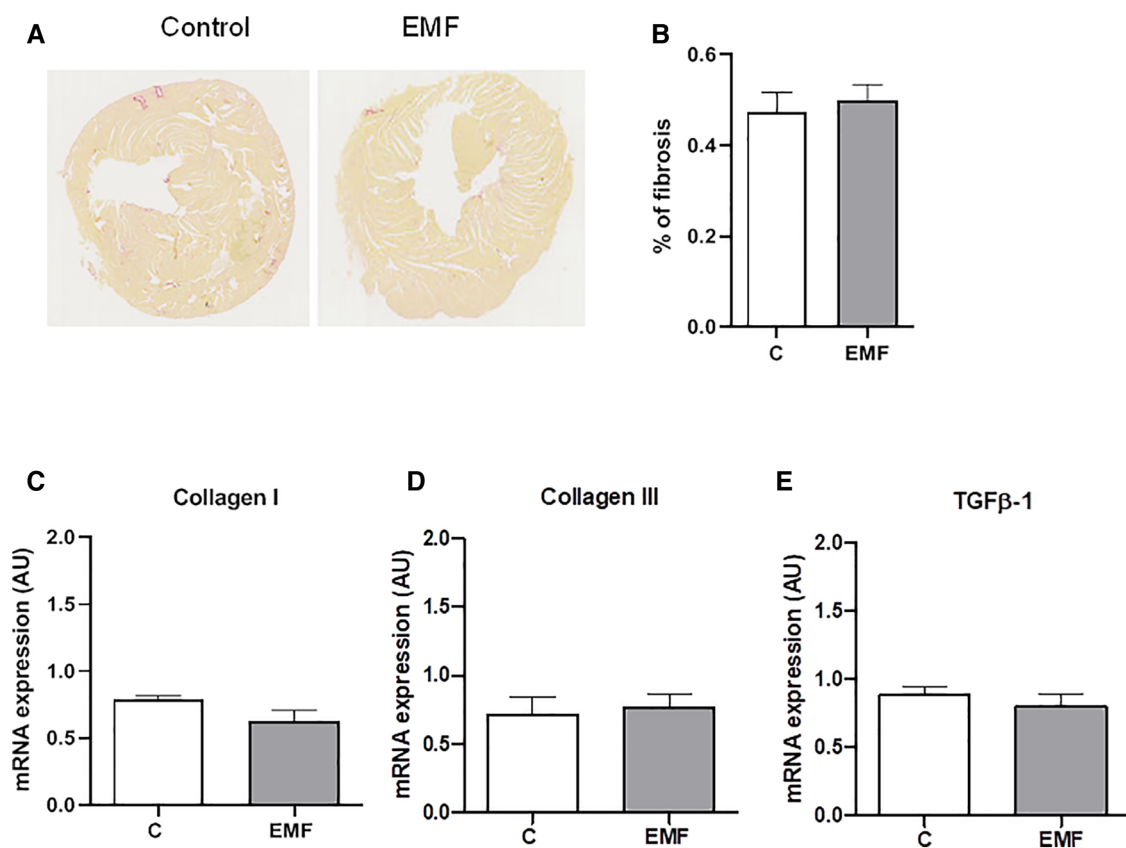 A
Control
EMF
B
0.6
0.4
0.2
0.0
% of fibrosis
C
EMF
C
Collagen I
2.0
1.5
1.0
0.5
0.0
mRNA expression (AU)
C
EMF
D
Collagen III
2.0
1.5
1.0
0.5
0.0
mRNA expression (AU)
C
EMF
E
TGFβ-1
2.0
1.5
1.0
0.5
0.0
mRNA expression (AU)
C
EMF